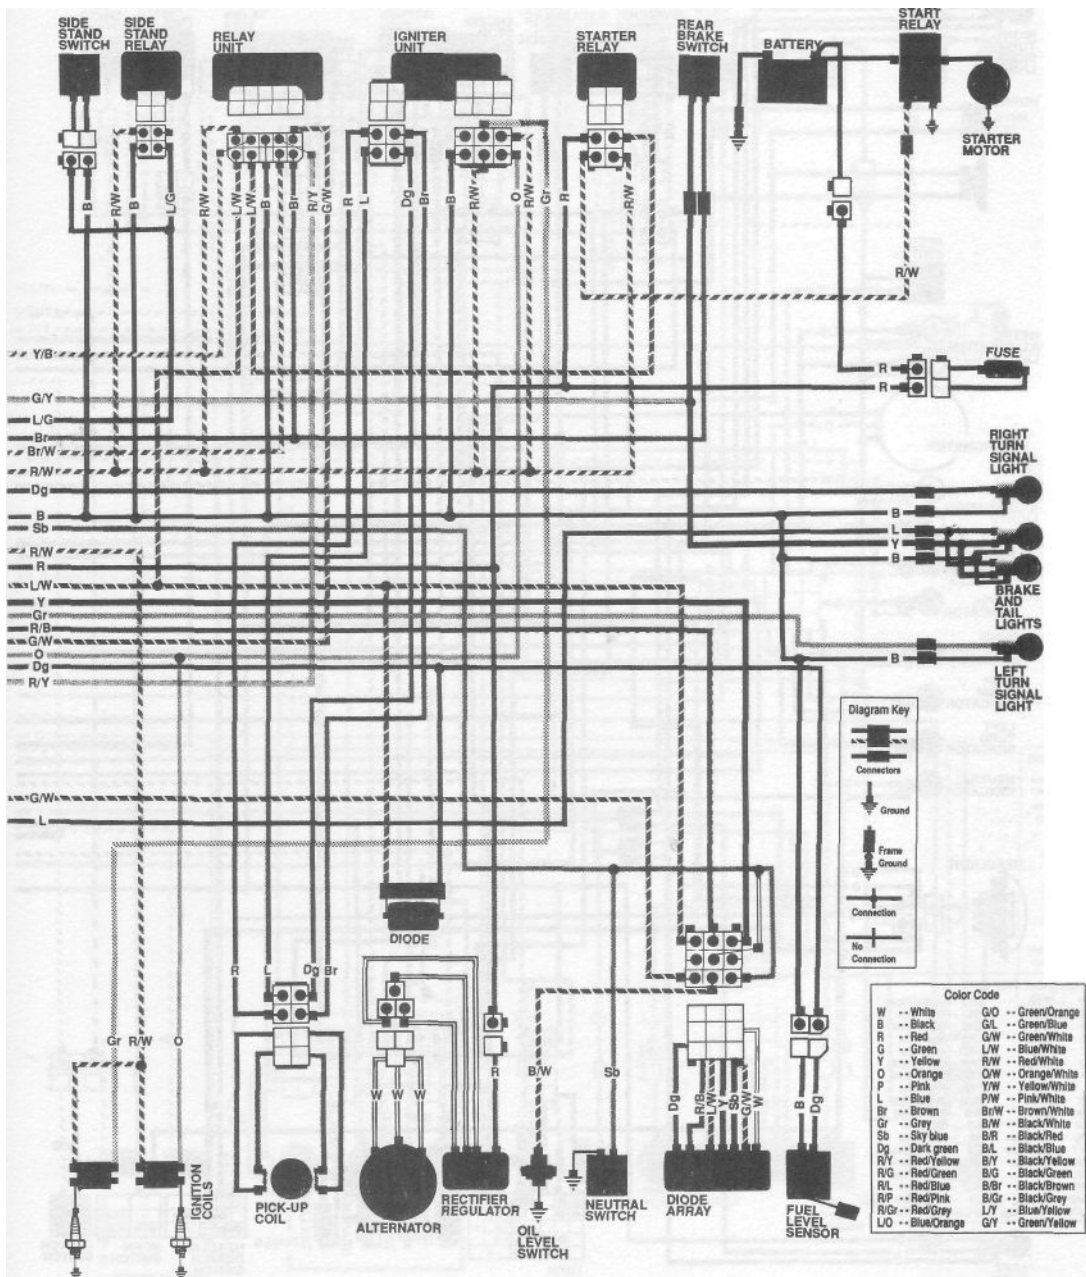 SIDE
STAND
SWITCH
SIDE
STAND
RELAY
RELAY
UNIT
IGNITER
UNIT
STARTER
RELAY
REAR
BRAKE
SWITCH
BATTERY
START
RELAY
STARTER
MOTOR
B
R/W
B
L/G
R/W
L/W
L/W
B
Br
R/Y
G/W
R
L
Dg
Br
B
R/W
O
R/W
Gr
R
R/W
R/W
Y/B
G/Y
L/G
Br
Br/W
R/W
Dg
B
Sb
R/W
R
L/W
Y
Gr
R/B
G/W
O
Dg
R/Y
R
R
FUSE
RIGHT
TURN
SIGNAL
LIGHT
B
L
Y
B
BRAKE
AND
TAIL
LIGHTS
B
LEFT
TURN
SIGNAL
LIGHT
Diagram Key
Connectors
Ground
Frame
Ground
Connection
No
Connection
G/W
L
DIODE
R
L
Dg
Br
Gr
R/W
O
W
W
W
R
B/W
Sb
Dg
R/B
L/W
Y
Sb
G/W
W
B
Dg
IGNITION
COILS
PICK-UP
COIL
ALTERNATOR
RECTIFIER
REGULATOR
OIL
LEVEL
SWITCH
NEUTRAL
SWITCH
DIODE
ARRAY
FUEL
LEVEL
SENSOR
Color Code
W -- White
B -- Black
R -- Red
G -- Green
Y -- Yellow
O -- Orange
P -- Pink
L -- Blue
Br -- Brown
Gr -- Grey
Sb -- Sky blue
Dg -- Dark green
R/Y -- Red/Yellow
R/G -- Red/Green
R/L -- Red/Blue
R/P -- Red/Pink
R/Gr -- Red/Grey
L/O -- Blue/Orange
G/O -- Green/Orange
G/L -- Green/Blue
G/W -- Green/White
L/W -- Blue/White
R/W -- Red/White
O/W -- Orange/White
Y/W -- Yellow/White
P/W -- Pink/White
Br/W -- Brown/White
B/W -- Black/White
B/R -- Black/Red
B/L -- Black/Blue
B/Y -- Black/Yellow
B/G -- Black/Green
B/Br -- Black/Brown
B/Gr -- Black/Grey
L/Y -- Blue/Yellow
G/Y -- Green/Yellow